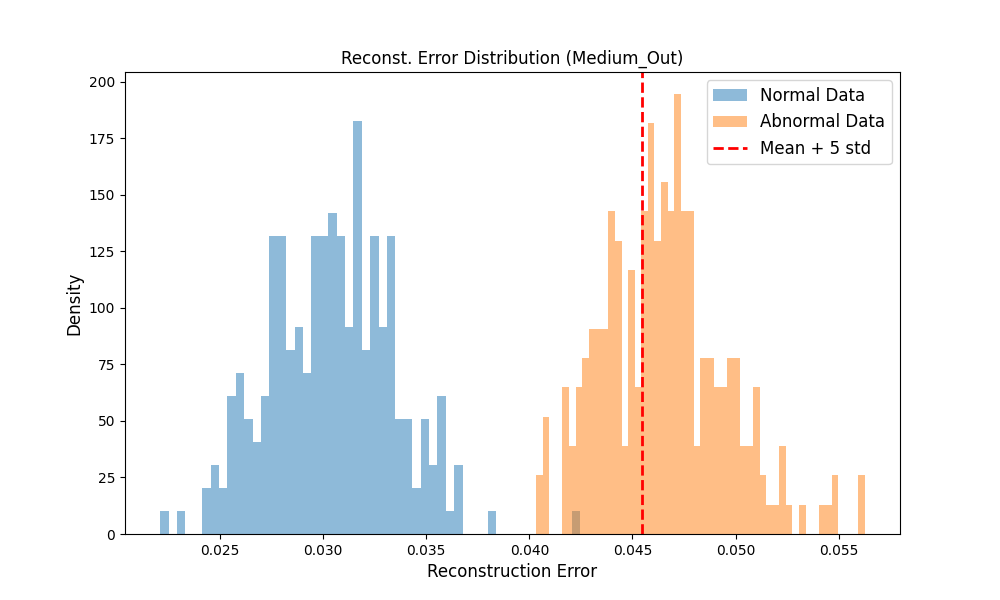 Reconst. Error Distribution (Medium_Out)
Normal Data
Abnormal Data
Mean + 5 std
Density
200
175
150
125
100
75
50
25
0
0.025 0.030 0.035 0.040 0.045 0.050 0.055
Reconstruction Error